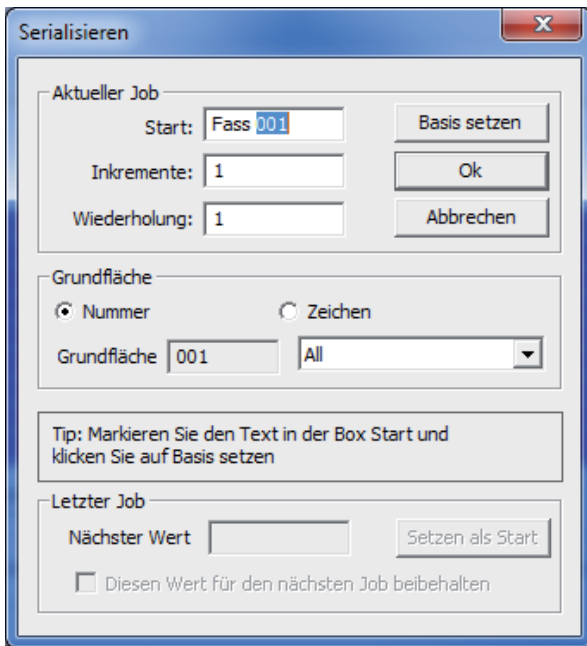 Serialisieren
Aktueller Job
Start: Fass 001 Basis setzen
Inkremente: 1 Ok
Wiederholung: 1 Abbrechen
Grundfläche
Nummer Zeichen
Grundfläche 001 All
Tip: Markieren Sie den Text in der Box Start und
klicken Sie auf Basis setzen
Letzter Job
Nächster Wert Setzen als Start
Diesen Wert für den nächsten Job beibehalten